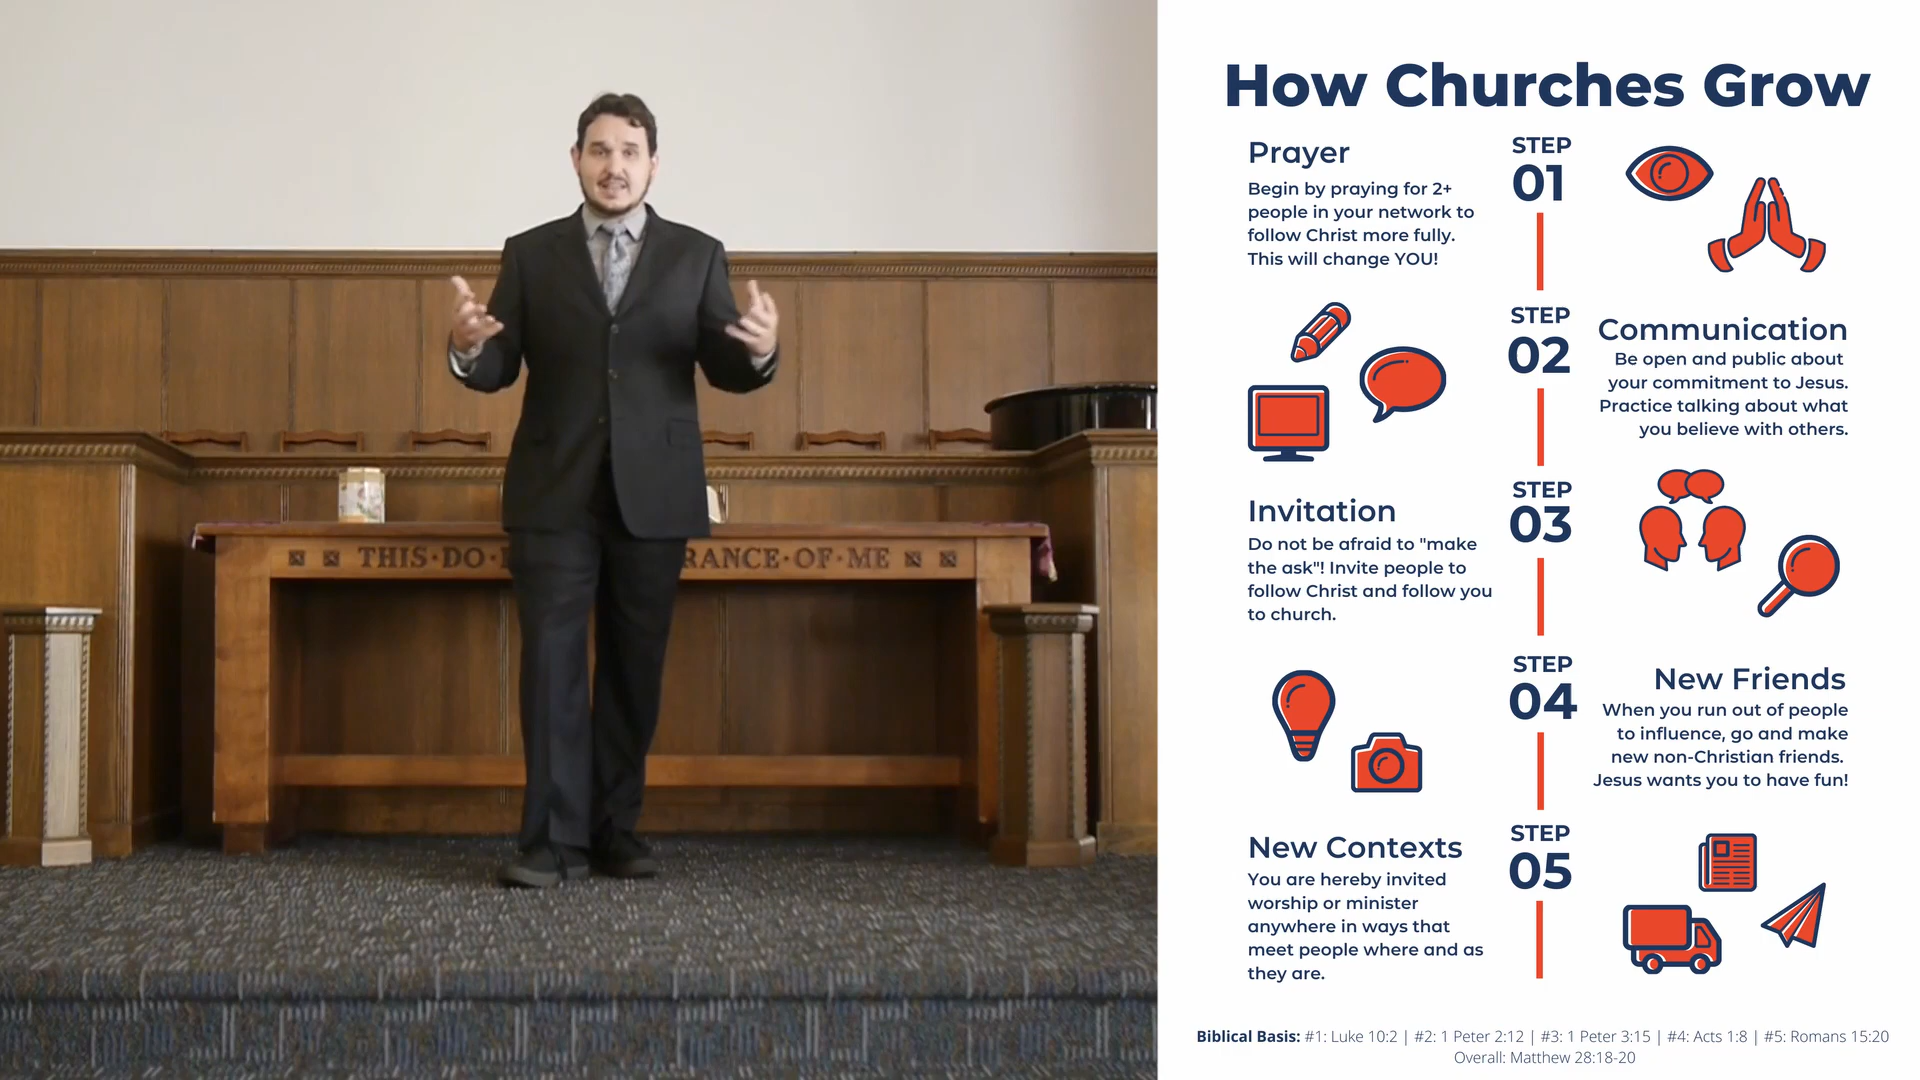 How Churches Grow
Prayer
Begin by praying for 2+
people in your network to
follow Christ more fully.
This will change YOU!
STEP
01
STEP
02
Communication
Be open and public about
your commitment to Jesus.
Practice talking about what
you believe with others.
Invitation
Do not be afraid to "make
the ask"! Invite people to
follow Christ and follow you
to church.
STEP
03
STEP
04
New Friends
When you run out of people
to influence, go and make
new non-Christian friends.
Jesus wants you to have fun!
New Contexts
You are hereby invited
worship or minister
anywhere in ways that
meet people where and as
they are.
STEP
05
Biblical Basis: #1: Luke 10:2 | #2: 1 Peter 2:12 | #3: 1 Peter 3:15 | #4: Acts 1:8 | #5: Romans 15:20
Overall: Matthew 28:18-20
THIS·DO· RANCE·OF·ME